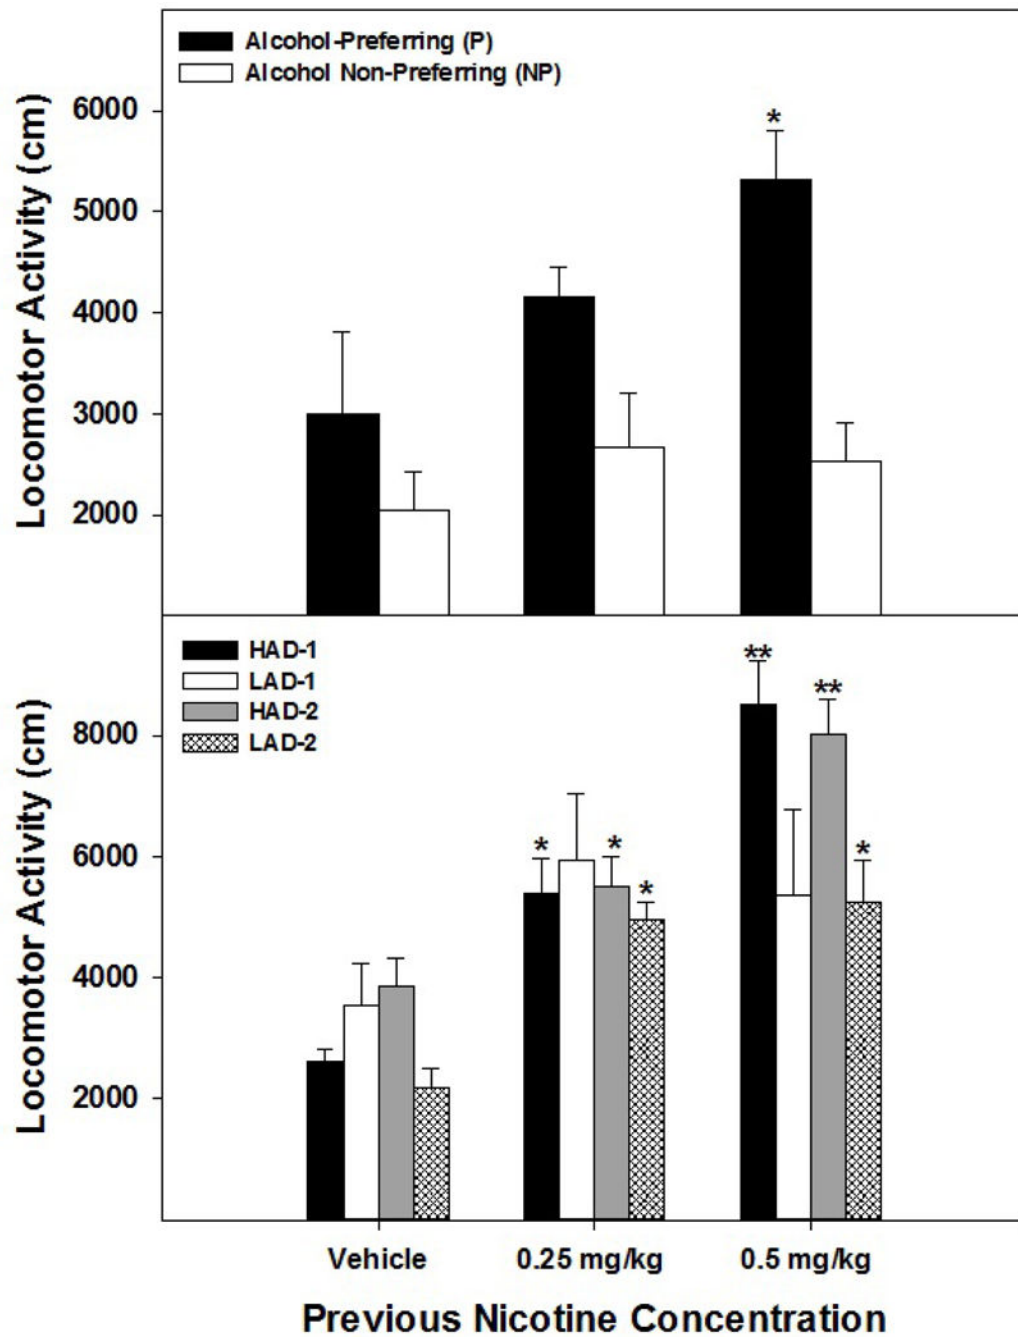 Alcohol-Preferring (P)
Alcohol Non-Preferring (NP)
Locomotor Activity (cm)
6000
5000
4000
3000
2000
*
HAD-1
LAD-1
HAD-2
LAD-2
Locomotor Activity (cm)
8000
6000
4000
2000
* * *
** ** *
Vehicle 0.25 mg/kg 0.5 mg/kg
Previous Nicotine Concentration